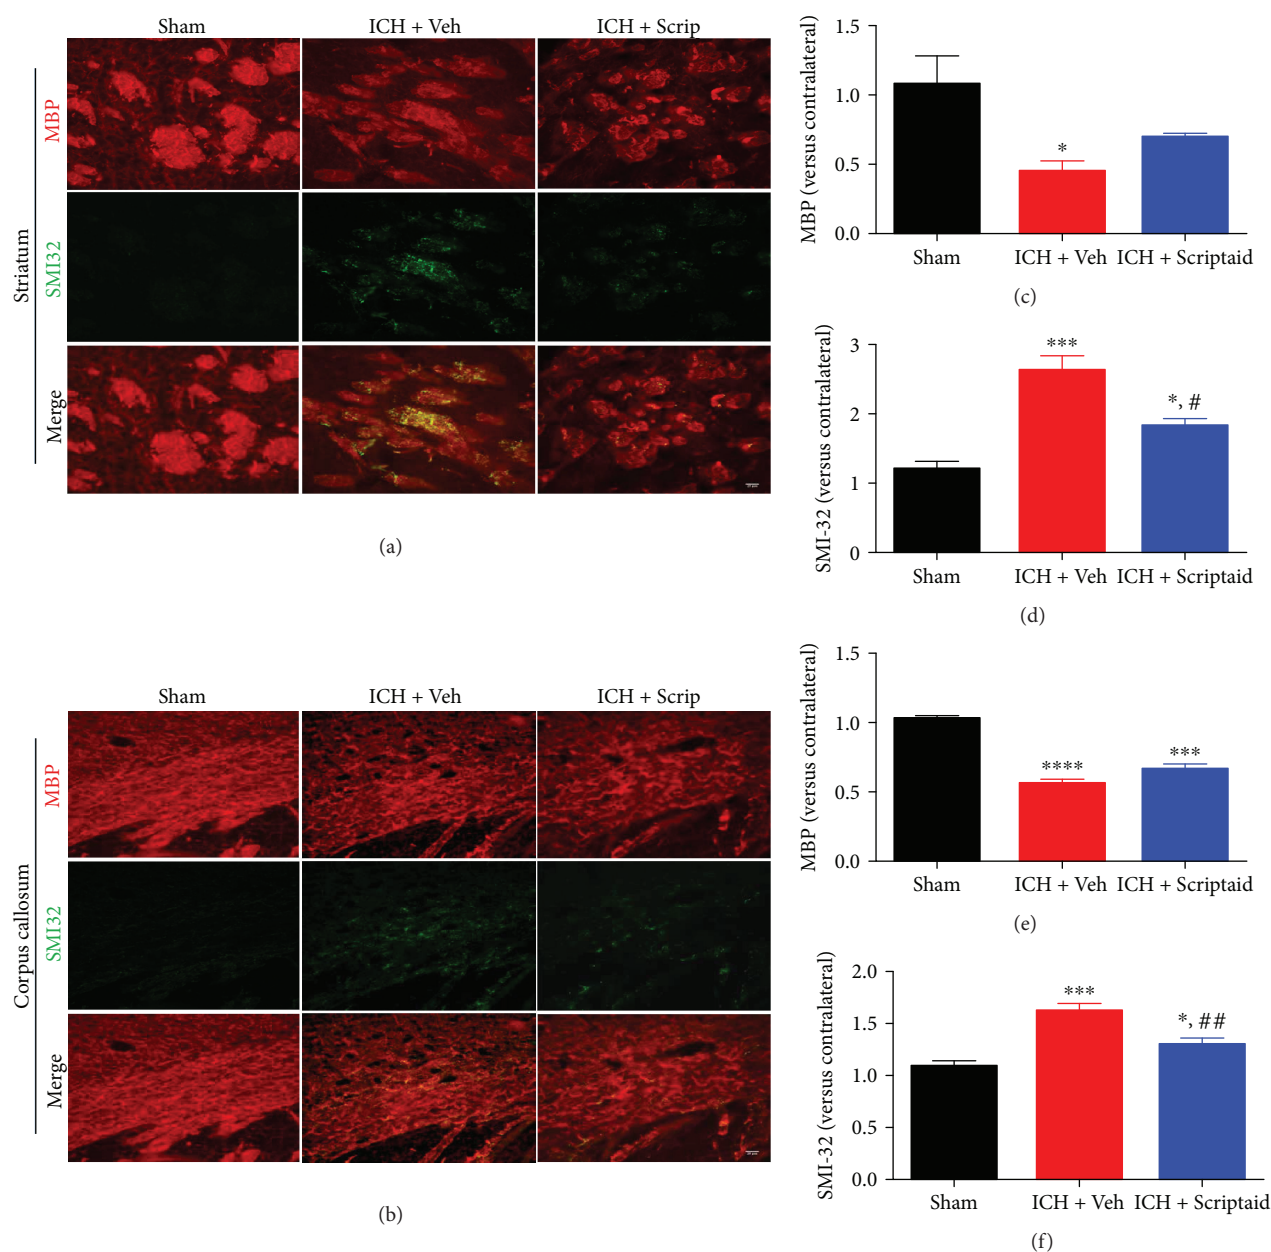 Sham ICH + Veh ICH + Scrip
Striatum
MBP
SMI32
Merge
(a)
Sham ICH + Veh ICH + Scrip
Corpus callosum
MBP
SMI32
Merge
(b)
MBP (versus contralateral)
1.5
1.0
0.5
0.0
*
Sham ICH + Veh ICH + Scriptaid
(c)
SMI-32 (versus contralateral)
3
2
1
0
***
*, #
Sham ICH + Veh ICH + Scriptaid
(d)
MBP (versus contralateral)
1.5
1.0
0.5
0.0
****
***
Sham ICH + Veh ICH + Scriptaid
(e)
SMI-32 (versus contralateral)
2.0
1.5
1.0
0.5
0.0
***
*, ##
Sham ICH + Veh ICH + Scriptaid
(f)